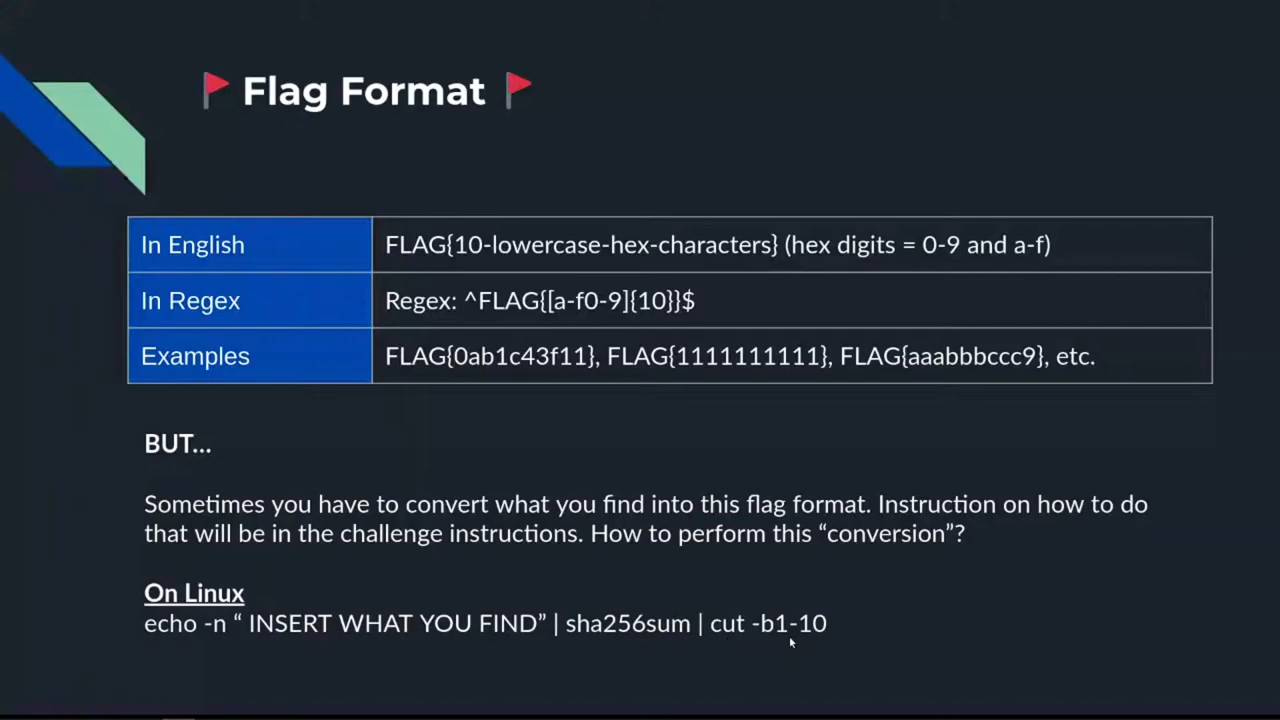 🚩 Flag Format 🚩
In English FLAG{10-lowercase-hex-characters} (hex digits = 0-9 and a-f)
In Regex Regex: ^FLAG{[a-f0-9]{10}}$
Examples FLAG{0ab1c43f11}, FLAG{1111111111}, FLAG{aaabbbccc9}, etc.
BUT...
Sometimes you have to convert what you find into this flag format. Instruction on how to do
that will be in the challenge instructions. How to perform this “conversion”?
On Linux
echo -n “ INSERT WHAT YOU FIND” | sha256sum | cut -b1-10